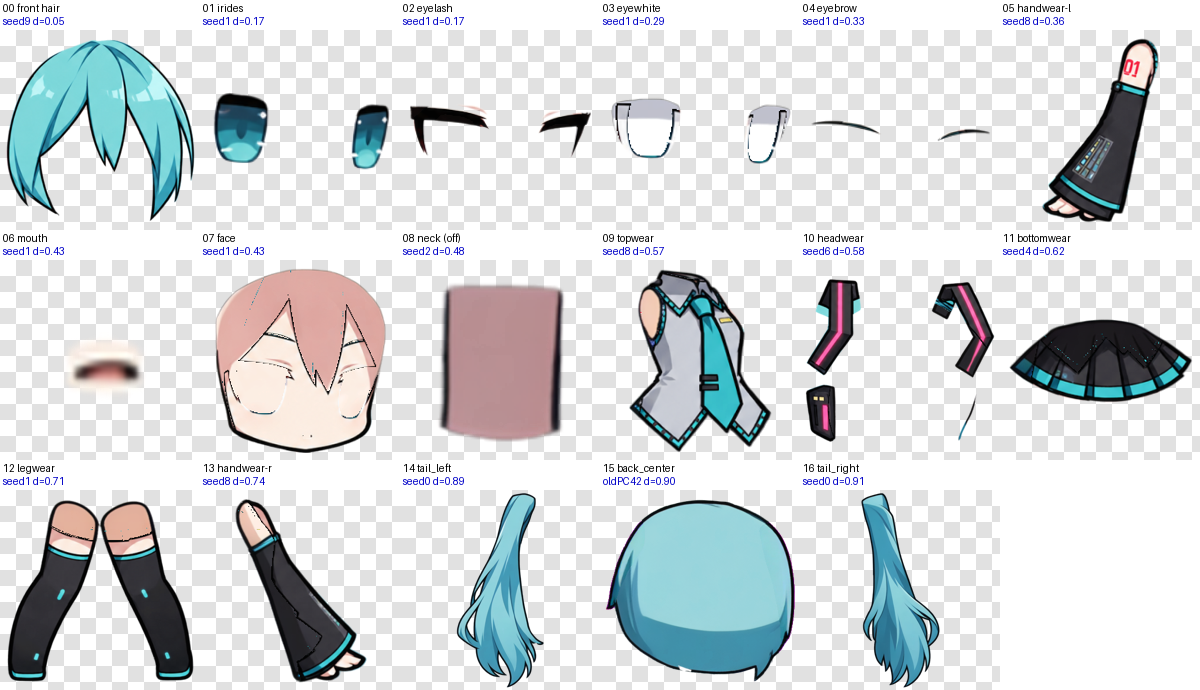 00 front hair
seed9 d=0.05
01 irides
seed1 d=0.17
02 eyelash
seed1 d=0.17
03 eyewhite
seed1 d=0.29
04 eyebrow
seed1 d=0.33
05 handwear-l
seed8 d=0.36
01
06 mouth
seed1 d=0.43
07 face
seed1 d=0.43
08 neck (off)
seed2 d=0.48
09 topwear
seed8 d=0.57
10 headwear
seed6 d=0.58
11 bottomwear
seed4 d=0.62
12 legwear
seed1 d=0.71
13 handwear-r
seed8 d=0.74
14 tail_left
seed0 d=0.89
15 back_center
oldPC42 d=0.90
16 tail_right
seed0 d=0.91